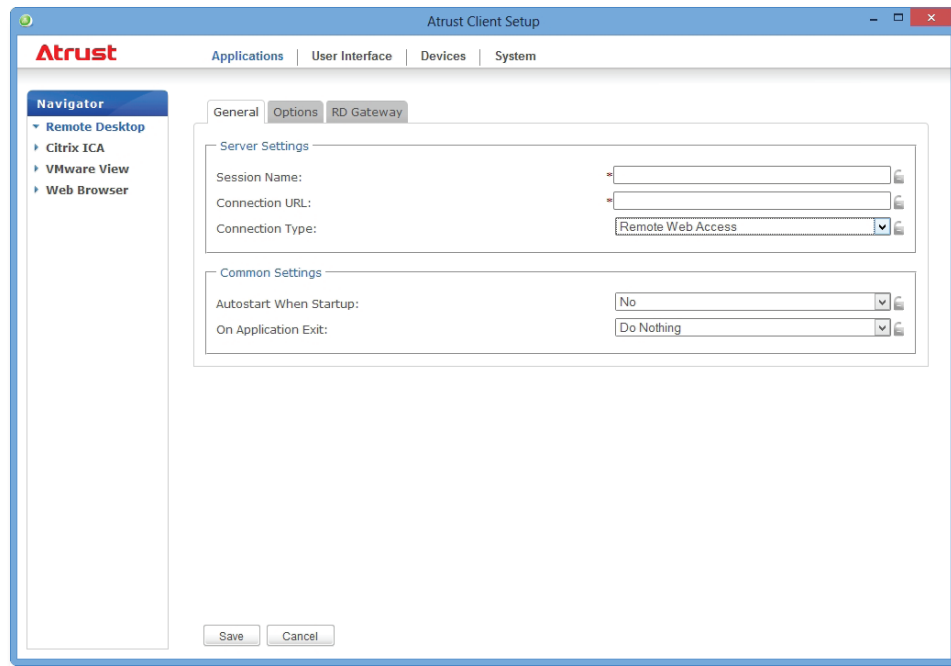 Atrust Client Setup
Atrust
Applications | User Interface | Devices | System
Navigator
Remote Desktop
Citrix ICA
VMware View
Web Browser
General Options RD Gateway
Server Settings
Session Name: *
Connection URL: *
Connection Type: Remote Web Access
Common Settings
Autostart When Startup: No
On Application Exit: Do Nothing
Save Cancel